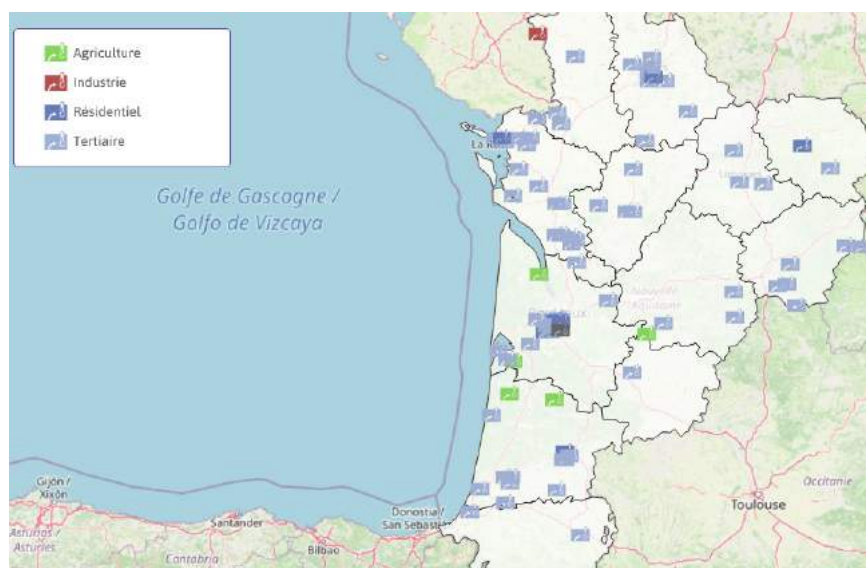 Agriculture
Industrie
Résidentiel
Tertiaire
Golfe de Gascogne /
Golfo de Vizcaya
Nouvelle
Aquitaine
Gijón /
Xixón
Santander
Donostia /
San Sebastián
Bilbao
Toulouse
Occitanie
Asturias /
Asturies
Cantabria